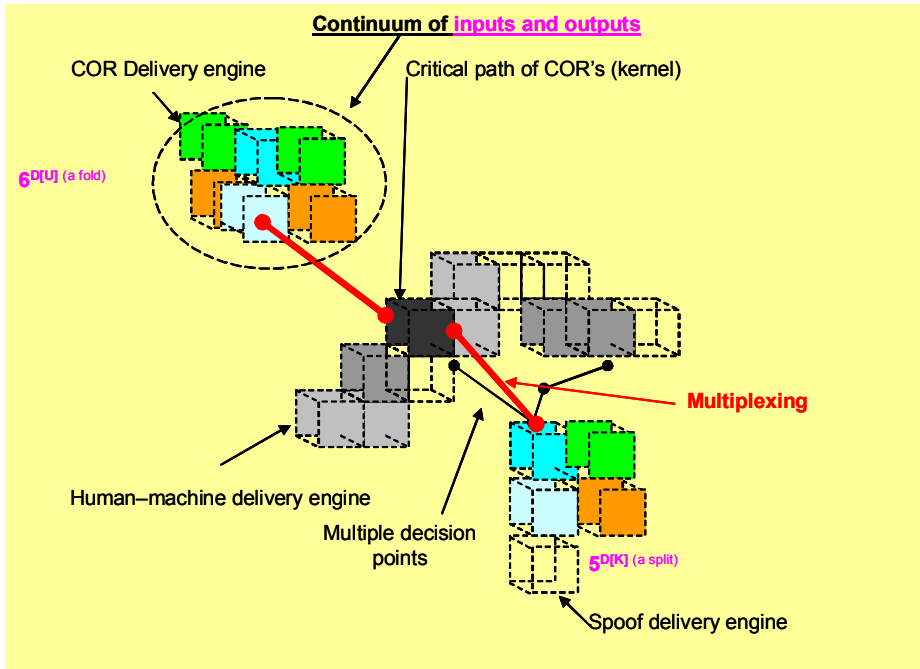 Continuum of inputs and outputs
COR Delivery engine
Critical path of COR's (kernel)
6D[U] (a fold)
Multiplexing
Human–machine delivery engine
Multiple decision
points
5D[K] (a split)
Spoof delivery engine